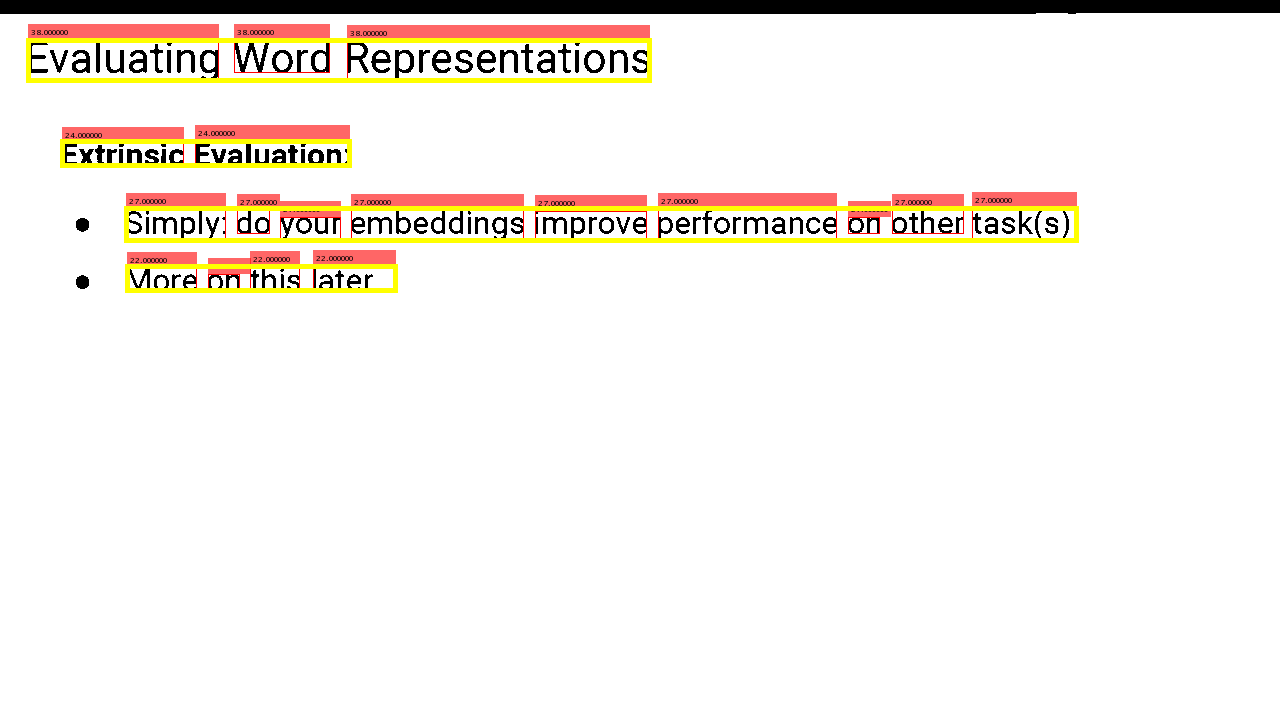 38.000000 38.000000 38.000000
Evaluating Word Representations
24.000000 24.000000
Extrinsic Evaluation:
27.000000 27.000000 27.000000 27.000000 27.000000 27.000000 27.000000
● Simply: do your embeddings improve performance on other task(s)
22.000000 22.000000 22.000000
● More on this later